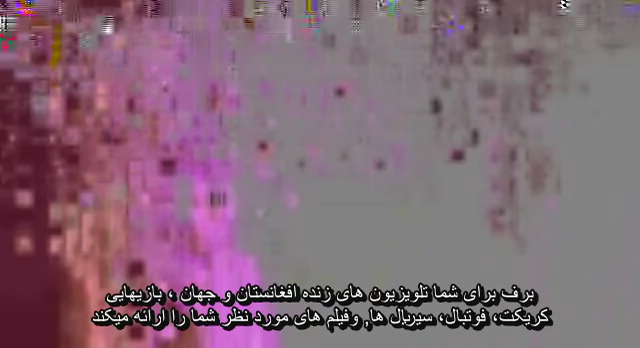 برف برای شما تلویزیون های زنده افغانستان و جهان ، بازیهایی
کریکت، فوتبال، سیریال ها, وفیلم های مورد نظر شما را ارائه میکند